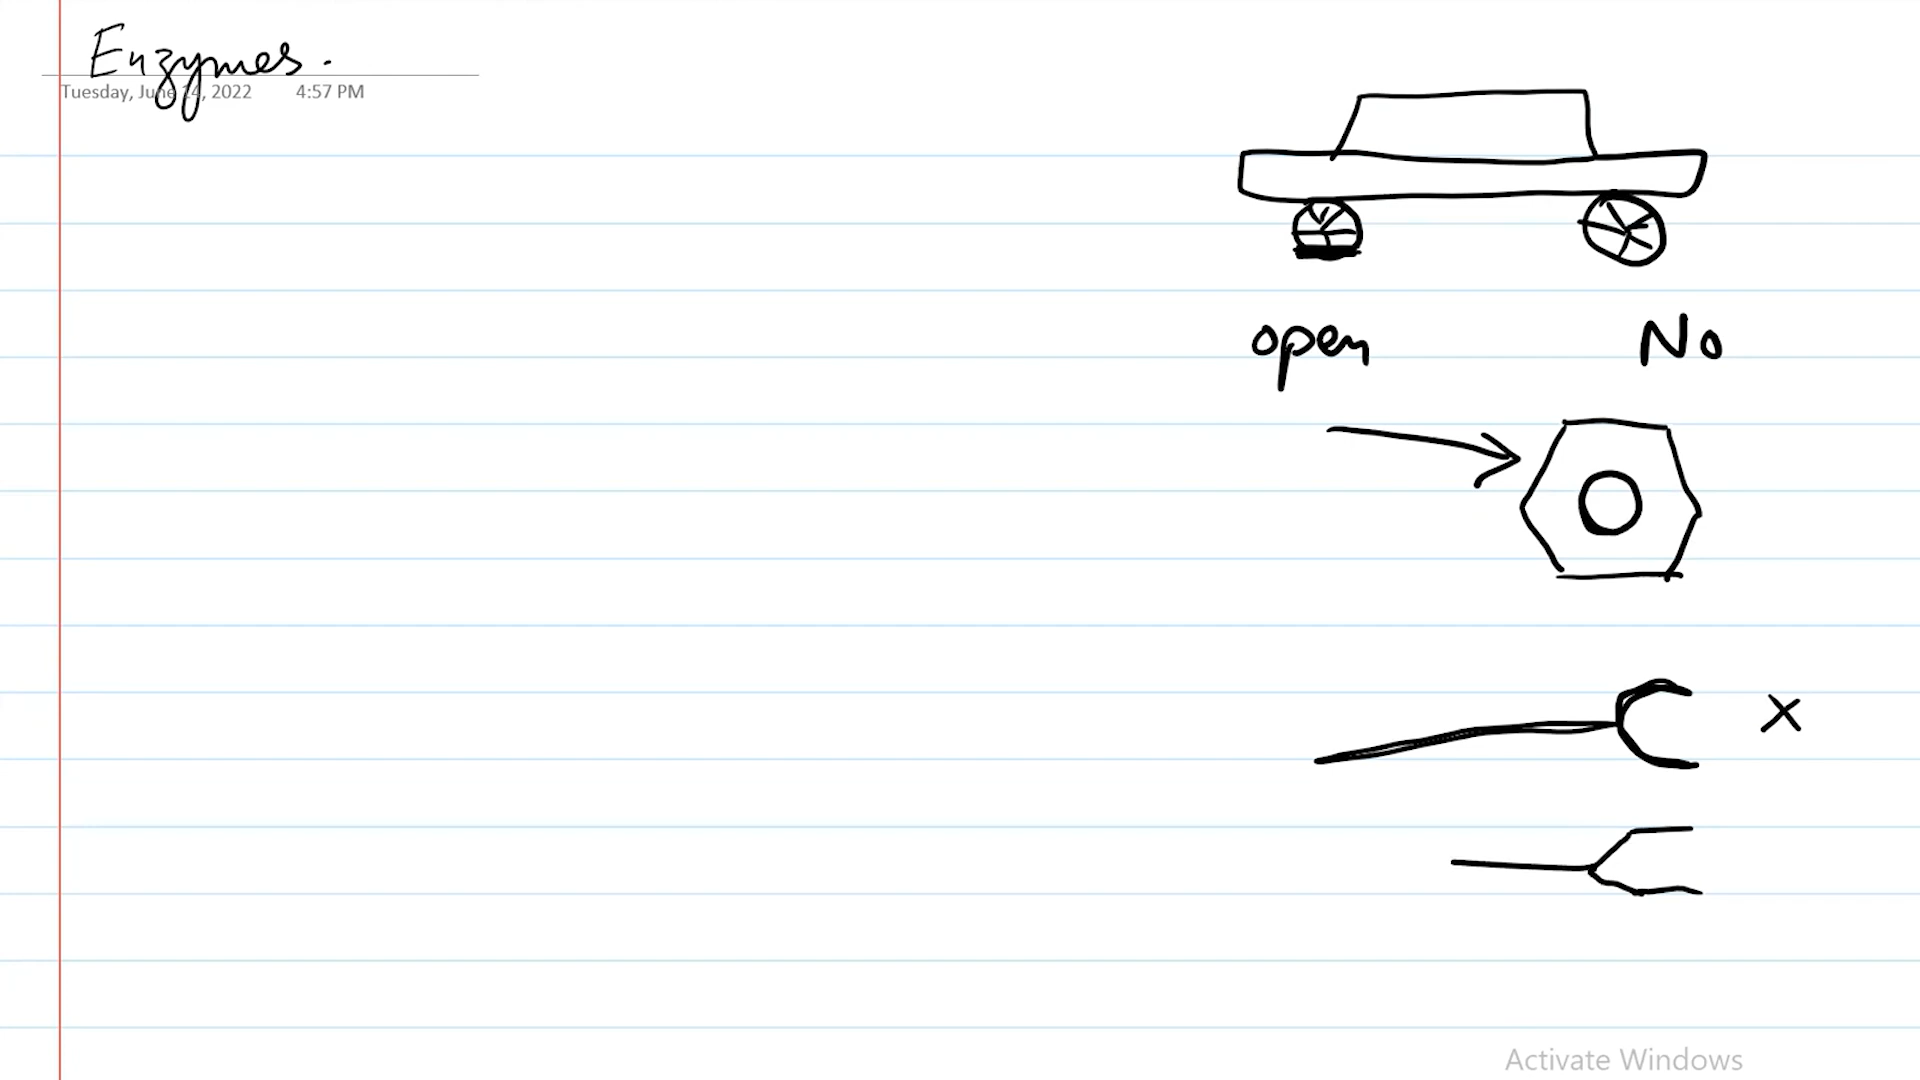 Enzymes.
Tuesday, June 14, 2022 4:57 PM
open No
X
Activate Windows